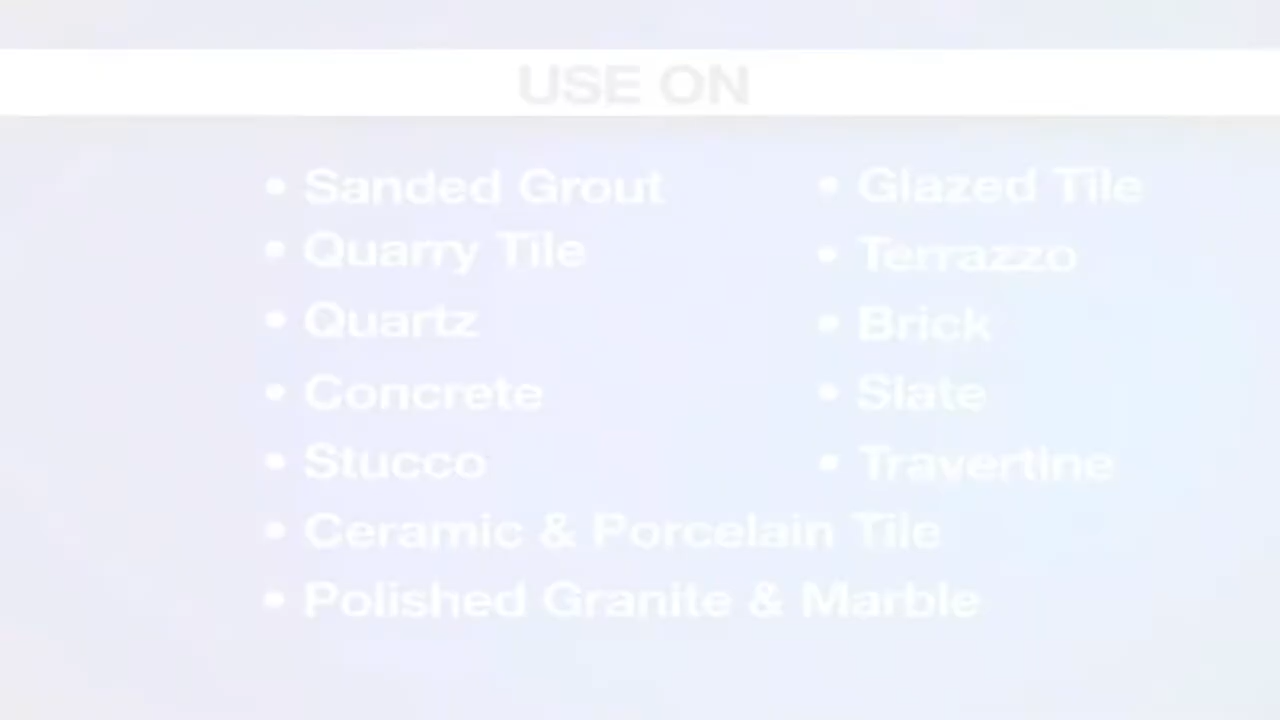 USE ON
• Sanded Grout
• Quarry Tile
• Quartz
• Concrete
• Stucco
• Ceramic & Porcelain Tile
• Polished Granite & Marble
• Glazed Tile
• Terrazzo
• Brick
• Slate
• Travertine